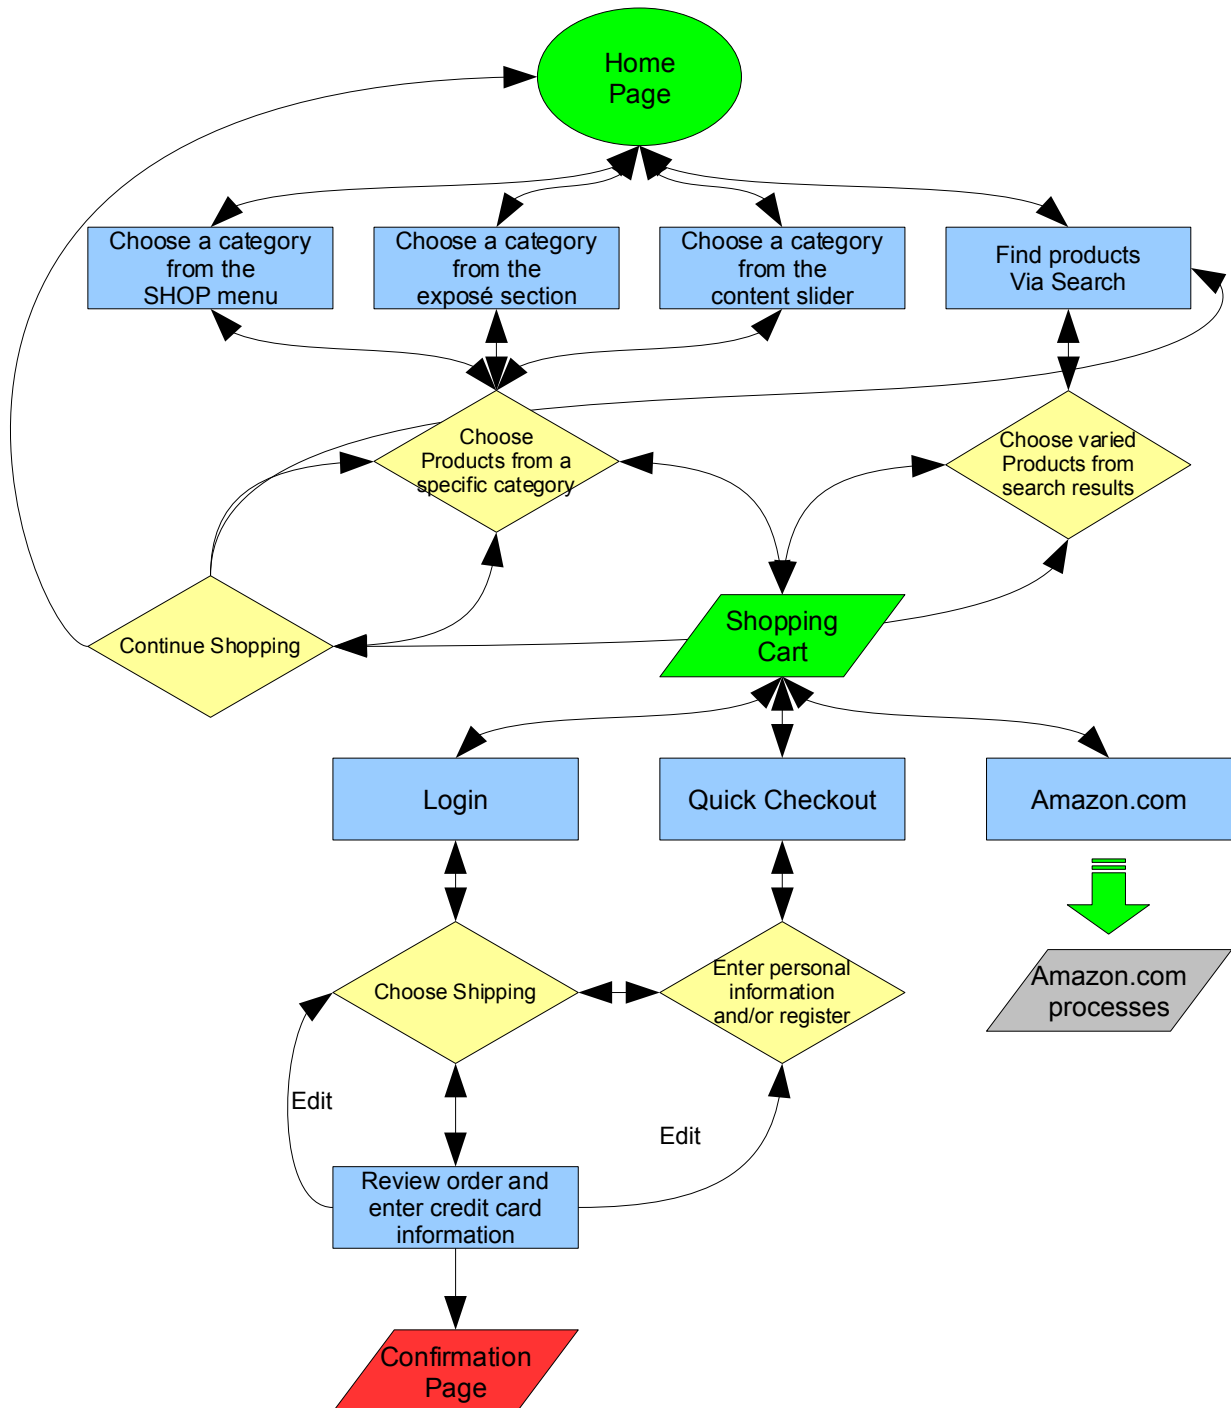 Home
Page
Choose a category
from the
SHOP menu
Choose a category
from the
exposé section
Choose a category
from the
content slider
Find products
Via Search
Choose
Products from a
specific category
Choose varied
Products from
search results
Continue Shopping
Shopping
Cart
Login
Quick Checkout
Amazon.com
Choose Shipping
Enter personal
information
and/or register
Amazon.com
processes
Edit
Edit
Review order and
enter credit card
information
Confirmation
Page